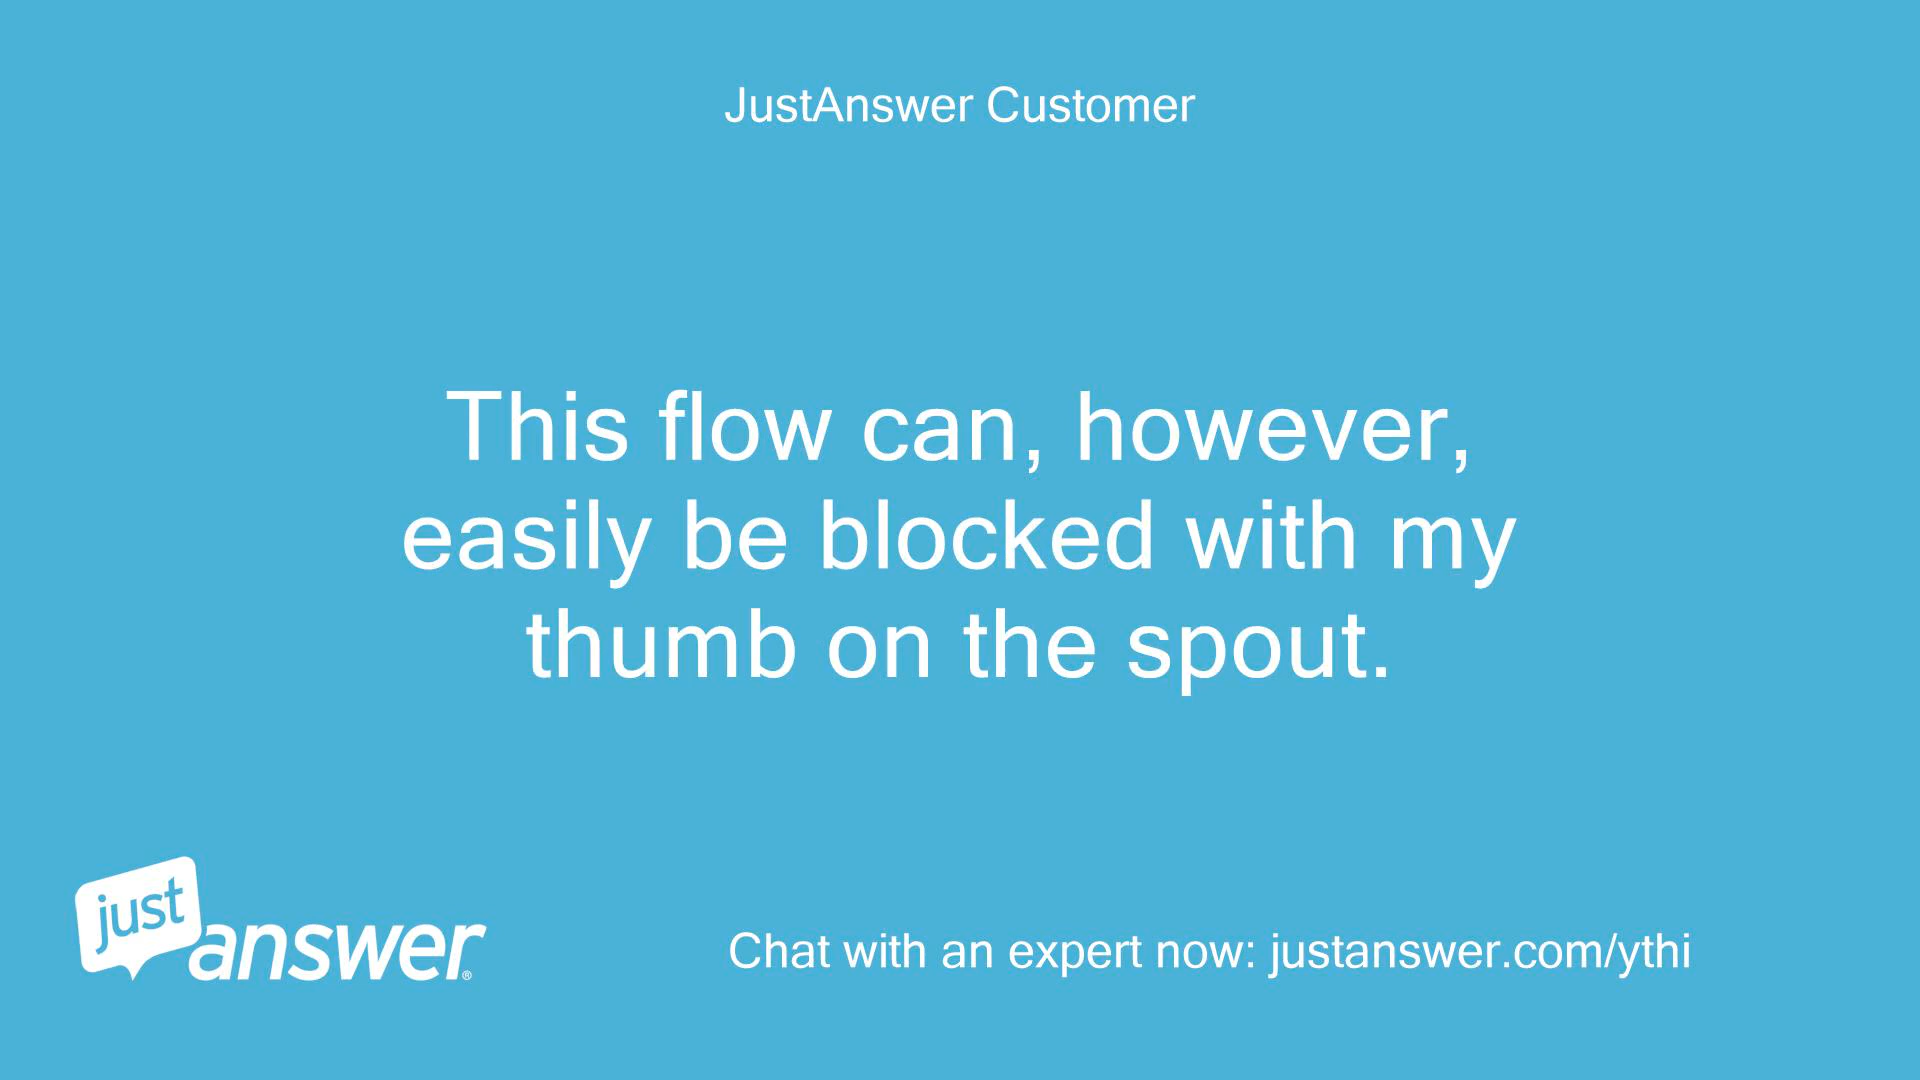 JustAnswer Customer
This flow can, however,
easily be blocked with my
thumb on the spout.
just
answer®
Chat with an expert now: justanswer.com/ythi